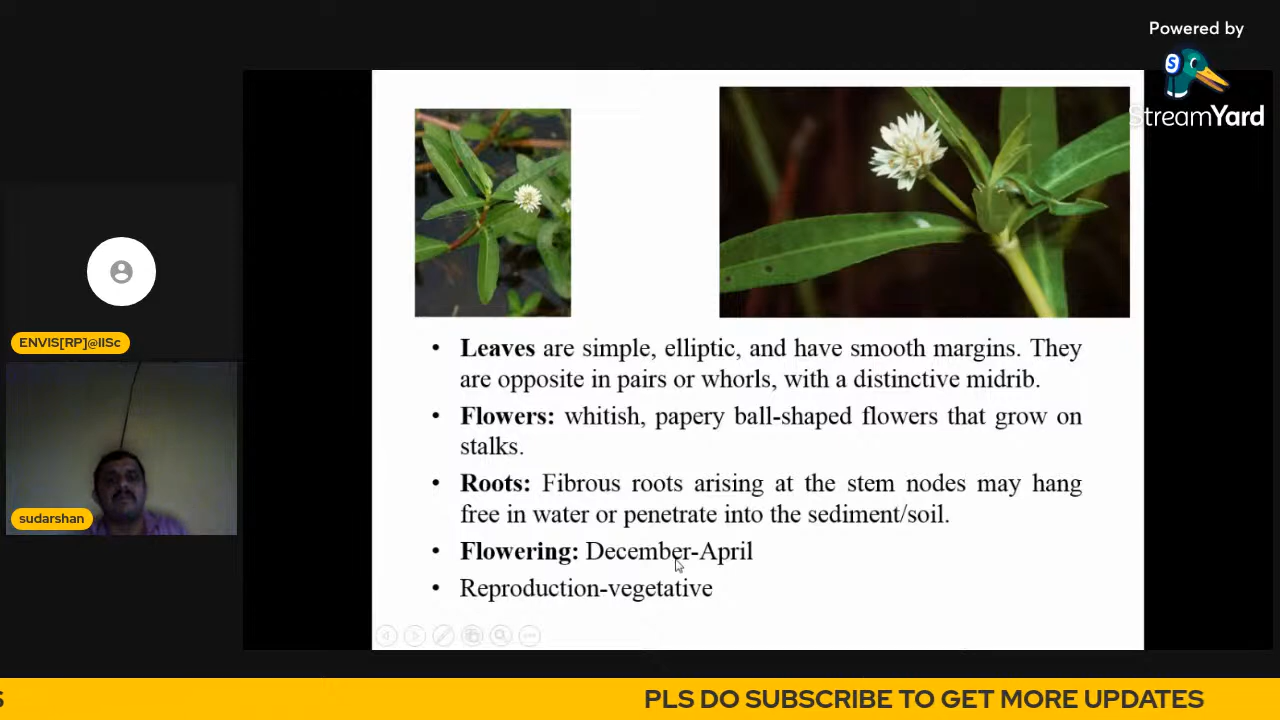 Powered by
S
StreamYard
ENVIS[RP]@IISc
sudarshan
• Leaves are simple, elliptic, and have smooth margins. They
are opposite in pairs or whorls, with a distinctive midrib.
• Flowers: whitish, papery ball-shaped flowers that grow on
stalks.
• Roots: Fibrous roots arising at the stem nodes may hang
free in water or penetrate into the sediment/soil.
• Flowering: December-April
• Reproduction-vegetative
S PLS DO SUBSCRIBE TO GET MORE UPDATES